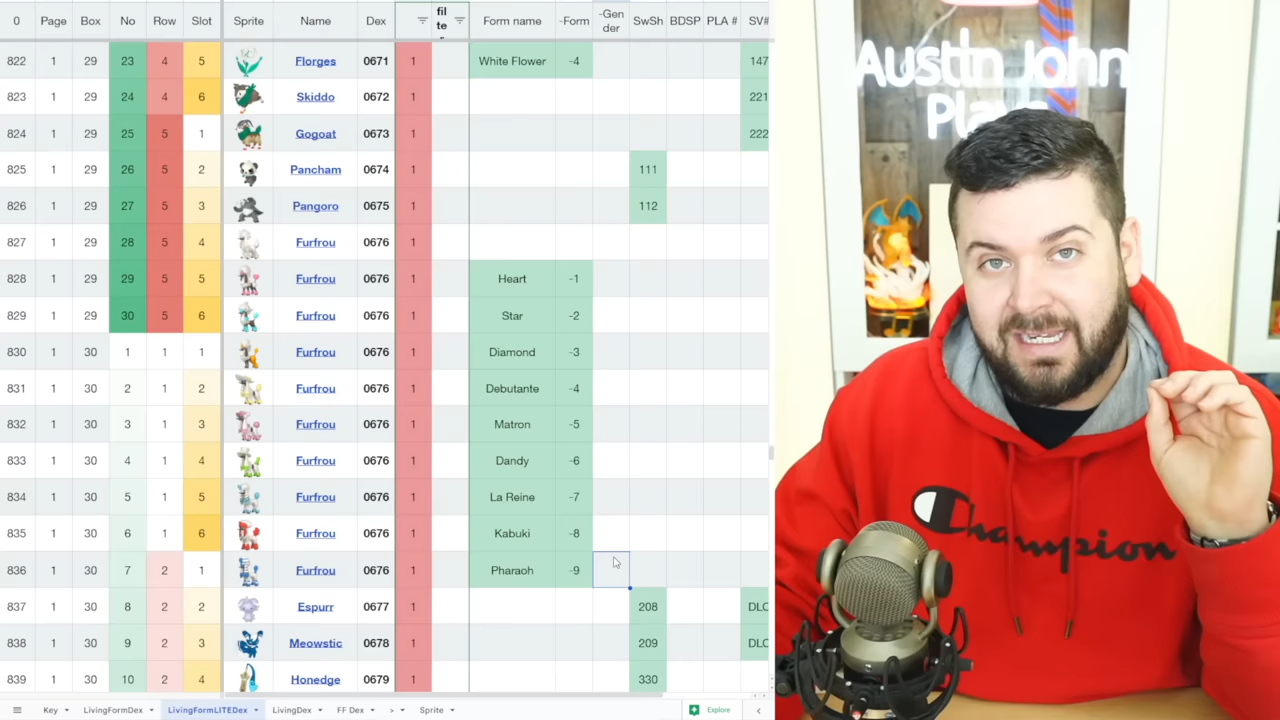 0 Page Box No Row Slot Sprite Name Dex fil te Form name -Form -Gen der SwSh BDSP PLA # SV#
822 1 29 23 4 5 Florges 0671 1 White Flower -4 147
823 1 29 24 4 6 Skiddo 0672 1 221
824 1 29 25 5 1 Gogoat 0673 1 222
825 1 29 26 5 2 Pancham 0674 1 111
826 1 29 27 5 3 Pangoro 0675 1 112
827 1 29 28 5 4 Furfrou 0676 1
828 1 29 29 5 5 Furfrou 0676 1 Heart -1
829 1 29 30 5 6 Furfrou 0676 1 Star -2
830 1 30 1 1 1 Furfrou 0676 1 Diamond -3
831 1 30 2 1 2 Furfrou 0676 1 Debutante -4
832 1 30 3 1 3 Furfrou 0676 1 Matron -5
833 1 30 4 1 4 Furfrou 0676 1 Dandy -6
834 1 30 5 1 5 Furfrou 0676 1 La Reine -7
835 1 30 6 1 6 Furfrou 0676 1 Kabuki -8
836 1 30 7 2 1 Furfrou 0676 1 Pharaoh -9
837 1 30 8 2 2 Espurr 0677 1 208 DLC
838 1 30 9 2 3 Meowstic 0678 1 209 DLC
839 1 30 10 2 4 Honedge 0679 1 330
Key LivingFormDex LivingFormLITEDex LivingDex FF Dex > Sprite Explore
Austin John
Plays
Champion